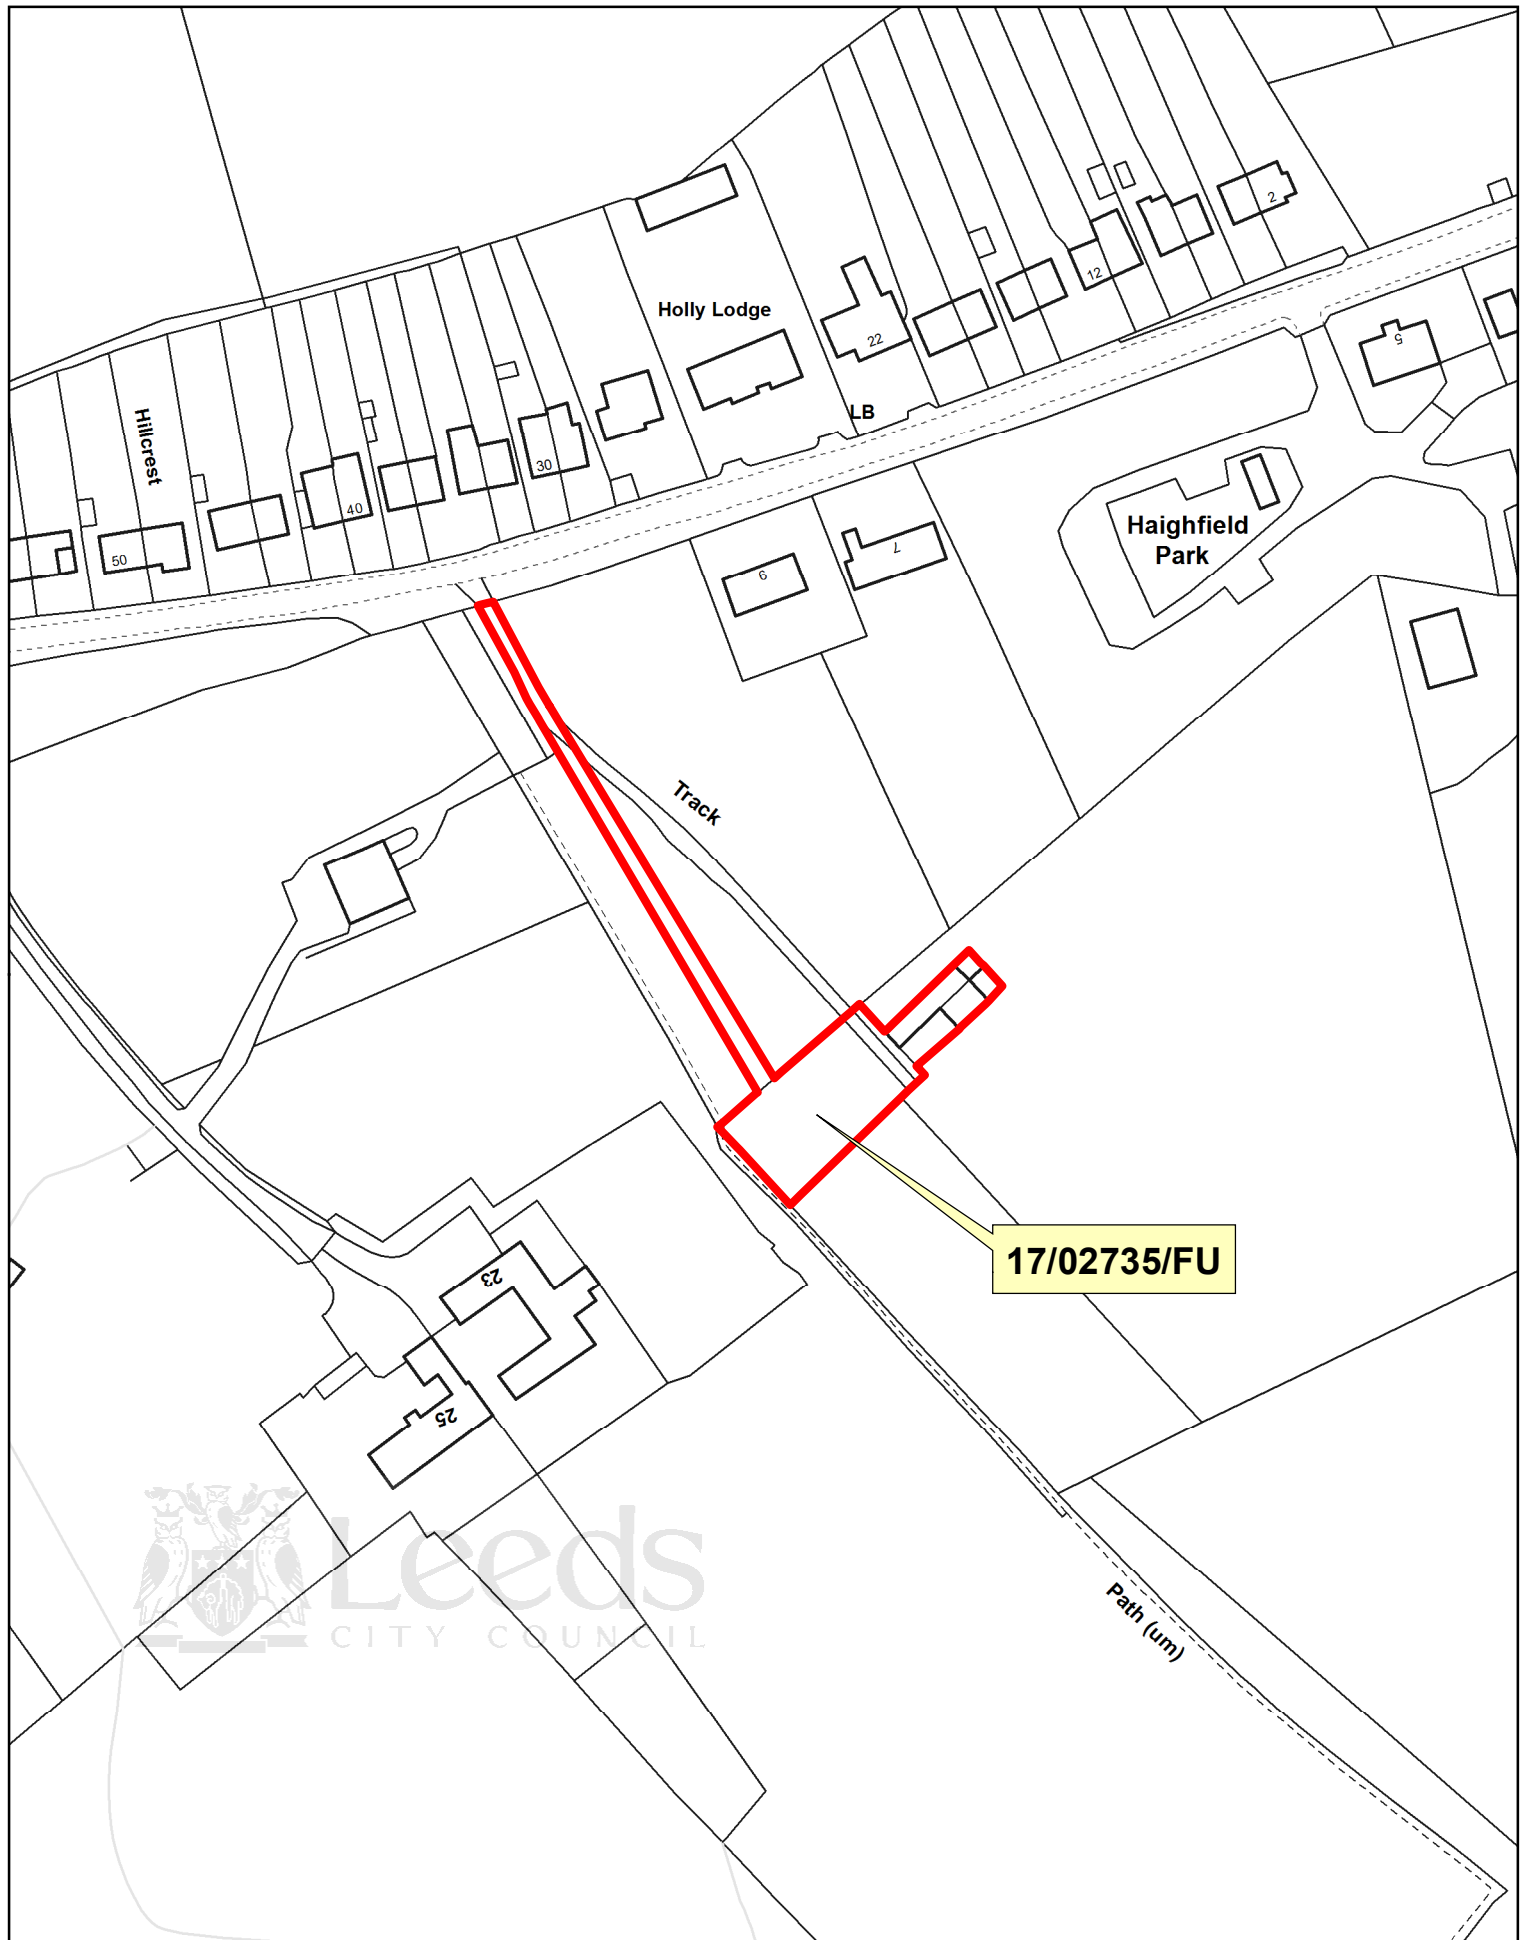 2
12
Holly Lodge
22
5
LB
Hillcrest
30
40
50
Haighfield
Park
7
9
Track
17/02735/FU
23
25
Leeds
CITY COUNCIL
Path (um)